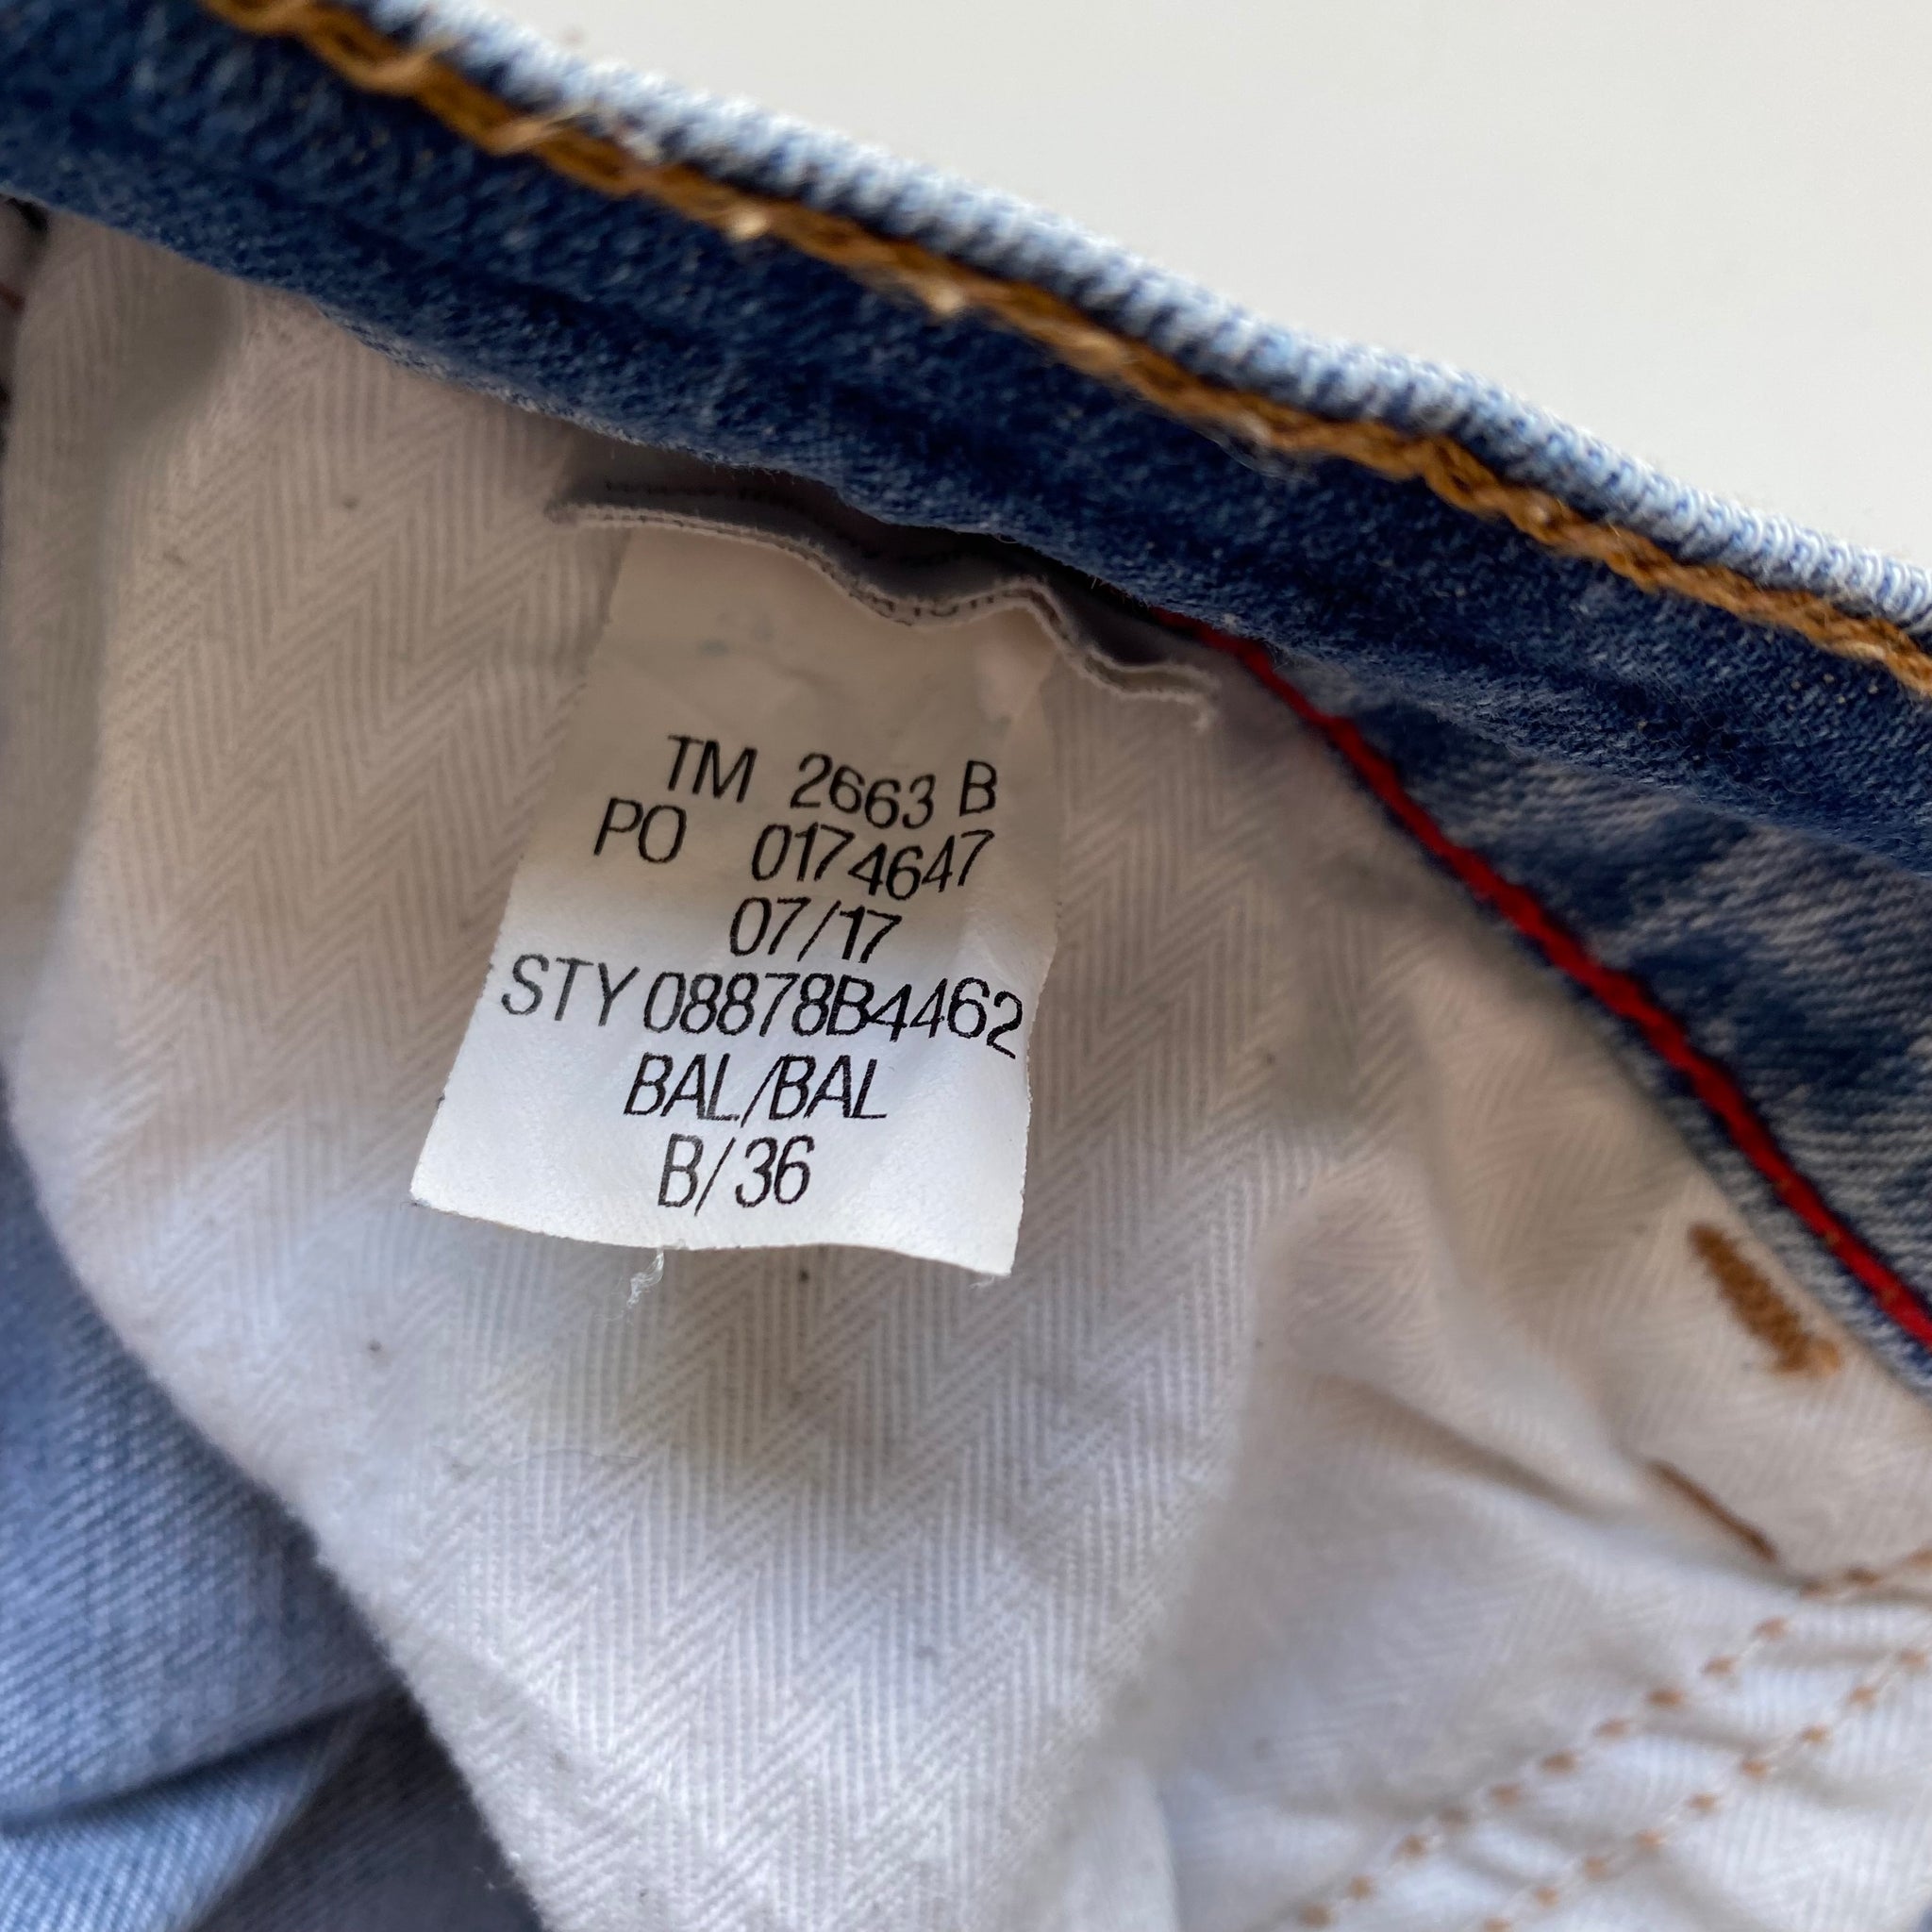 TM 2663 B
PO 0174647
07/17
STY 08878B4462
BAL/BAL
B/36